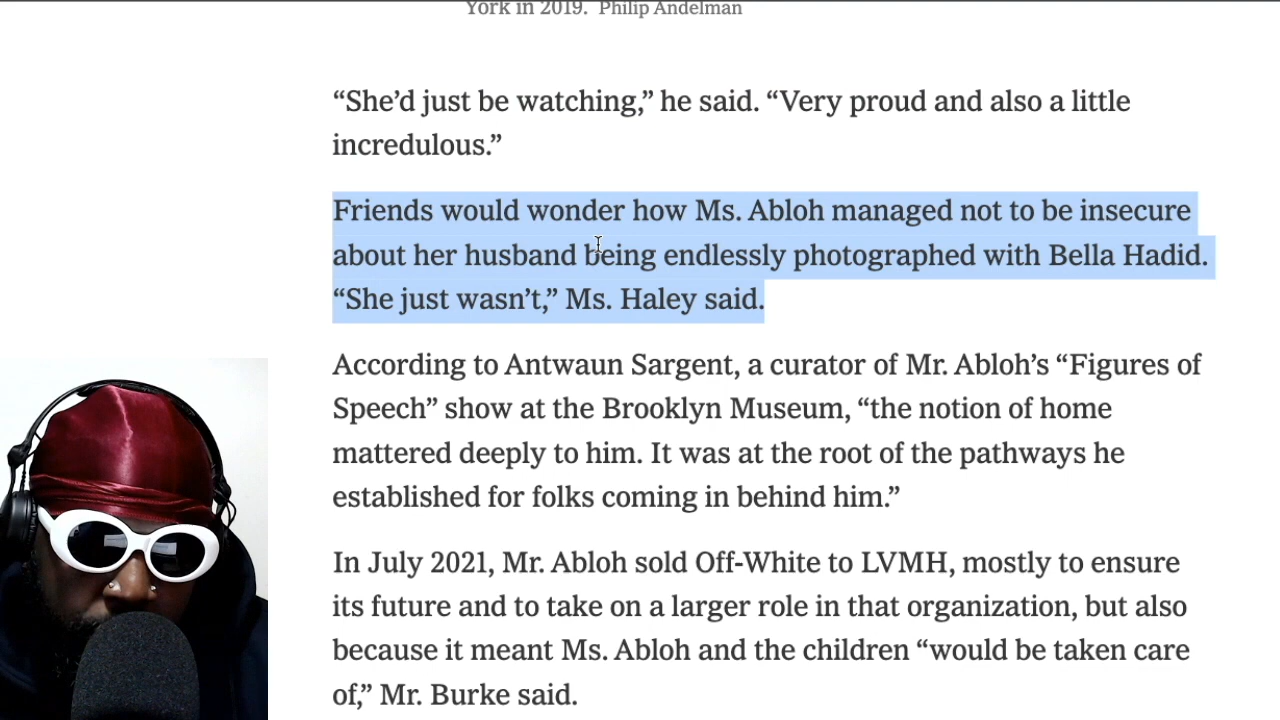 York in 2019. Philip Andelman
“She’d just be watching,” he said. “Very proud and also a little
incredulous.”
Friends would wonder how Ms. Abloh managed not to be insecure
about her husband being endlessly photographed with Bella Hadid.
“She just wasn’t,” Ms. Haley said.
According to Antwaun Sargent, a curator of Mr. Abloh’s “Figures of
Speech” show at the Brooklyn Museum, “the notion of home
mattered deeply to him. It was at the root of the pathways he
established for folks coming in behind him.”
In July 2021, Mr. Abloh sold Off-White to LVMH, mostly to ensure
its future and to take on a larger role in that organization, but also
because it meant Ms. Abloh and the children “would be taken care
of,” Mr. Burke said.